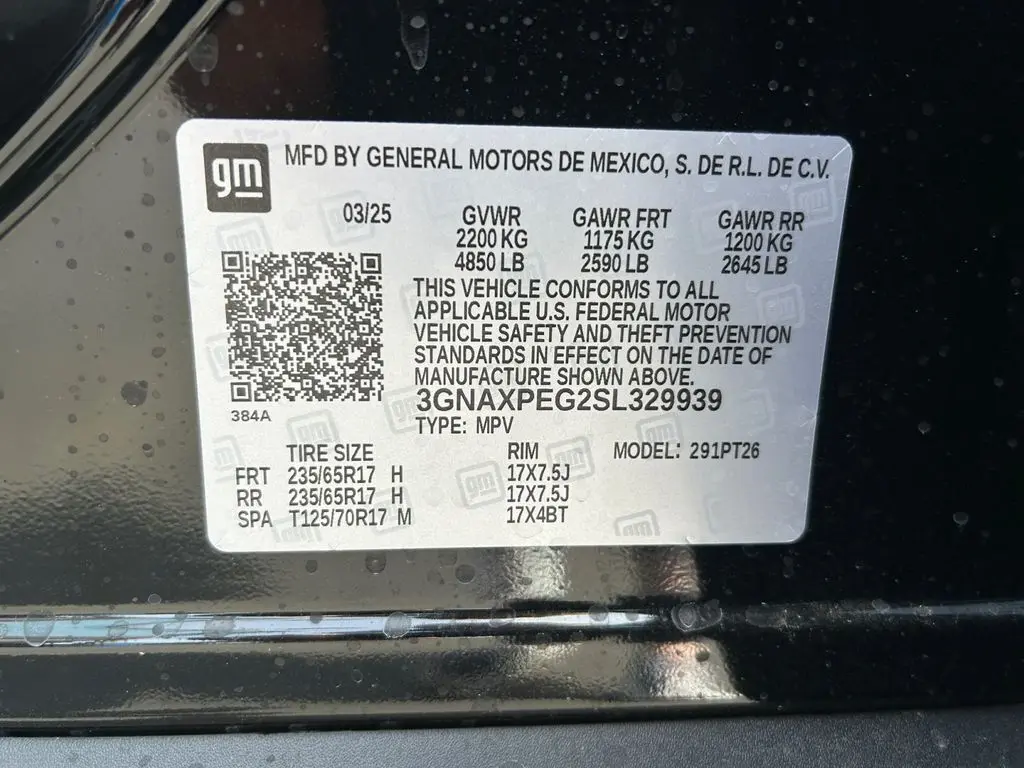 gm MFD BY GENERAL MOTORS DE MEXICO, S. DE R.L. DE C.V.
03/25 GVWR GAWR FRT GAWR RR
2200 KG 1175 KG 1200 KG
4850 LB 2590 LB 2645 LB
THIS VEHICLE CONFORMS TO ALL
APPLICABLE U.S. FEDERAL MOTOR
VEHICLE SAFETY AND THEFT PREVENTION
STANDARDS IN EFFECT ON THE DATE OF
MANUFACTURE SHOWN ABOVE.
3GNAXPEG2SL329939
384A
TYPE: MPV
TIRE SIZE RIM MODEL: 291PT26
FRT 235/65R17 H 17X7.5J
RR 235/65R17 H 17X7.5J
SPA T125/70R17 M 17X4BT